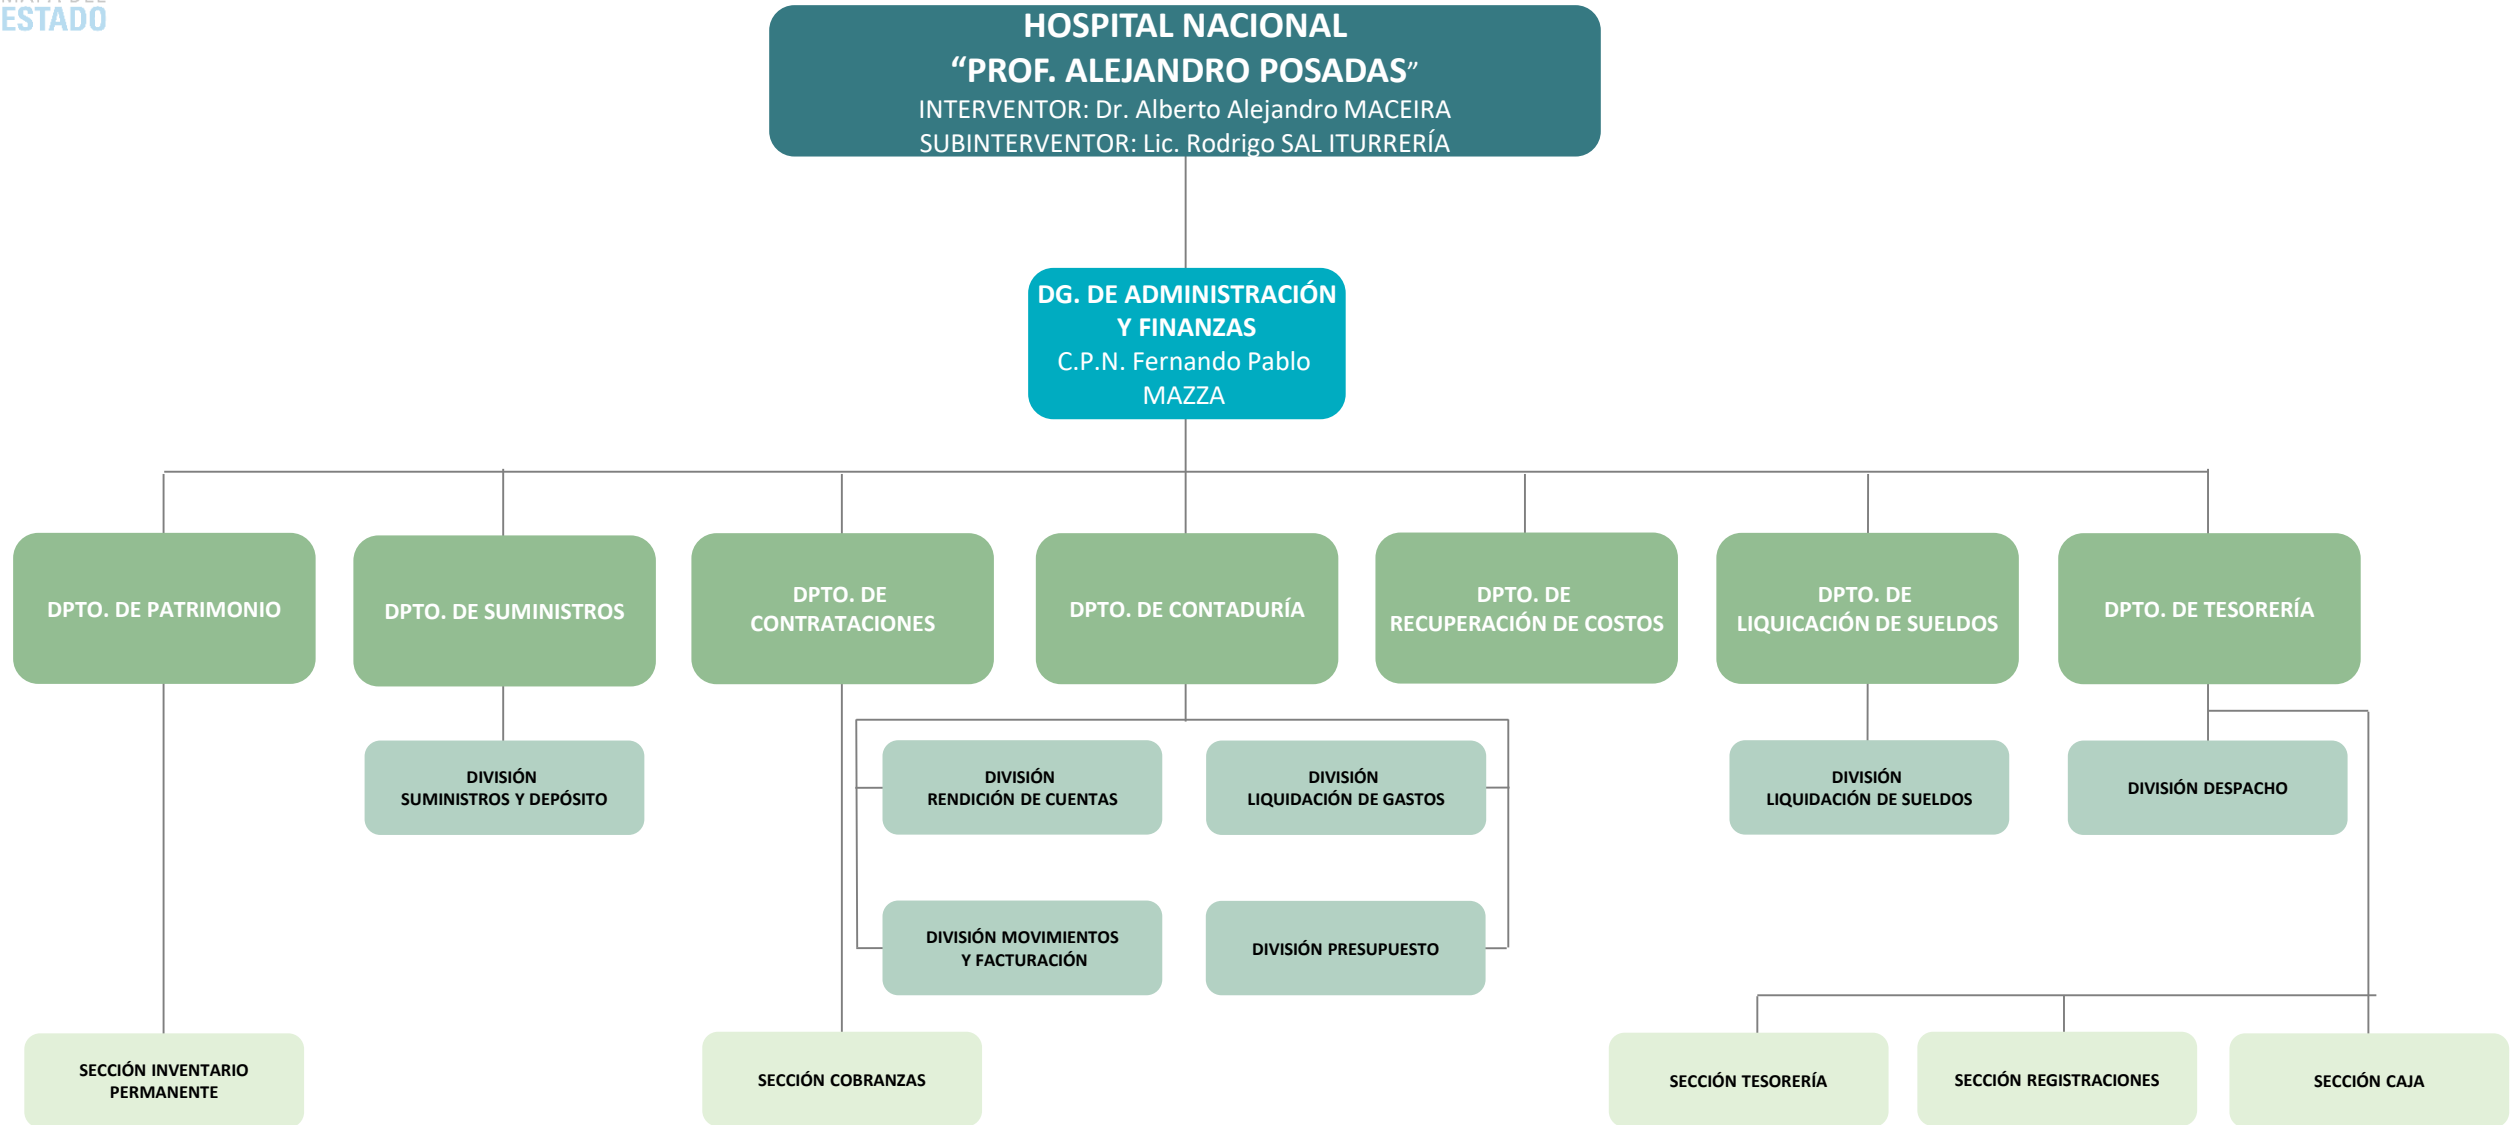 ESTADO
HOSPITAL NACIONAL
“PROF. ALEJANDRO POSADAS”
INTERVENTOR: Dr. Alberto Alejandro MACEIRA
SUBINTERVENTOR: Lic. Rodrigo SAL ITURRERÍA
DG. DE ADMINISTRACIÓN
Y FINANZAS
C.P.N. Fernando Pablo
MAZZA
DPTO. DE PATRIMONIO
DPTO. DE SUMINISTROS
DPTO. DE
CONTRATACIONES
DPTO. DE CONTADURÍA
DPTO. DE
RECUPERACIÓN DE COSTOS
DPTO. DE
LIQUICACIÓN DE SUELDOS
DPTO. DE TESORERÍA
DIVISIÓN
SUMINISTROS Y DEPÓSITO
DIVISIÓN
RENDICIÓN DE CUENTAS
DIVISIÓN
LIQUIDACIÓN DE GASTOS
DIVISIÓN
LIQUIDACIÓN DE SUELDOS
DIVISIÓN DESPACHO
DIVISIÓN MOVIMIENTOS
Y FACTURACIÓN
DIVISIÓN PRESUPUESTO
SECCIÓN INVENTARIO
PERMANENTE
SECCIÓN COBRANZAS
SECCIÓN TESORERÍA
SECCIÓN REGISTRACIONES
SECCIÓN CAJA